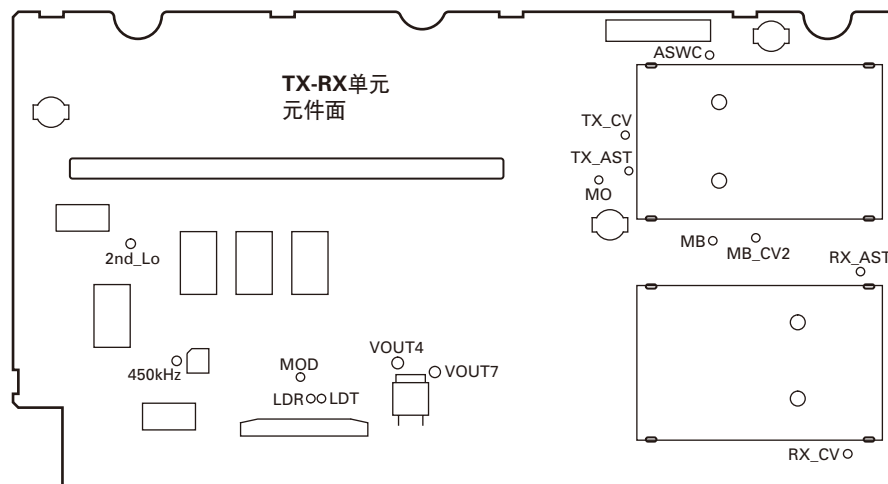 ASWC
TX-RX单元
元件面
TX_CV
TX_AST
MO
MB
MB_CV2
RX_AST
2nd_Lo
VOUT4
MOD
VOUT7
450kHz
LDR
LDT
RX_CV